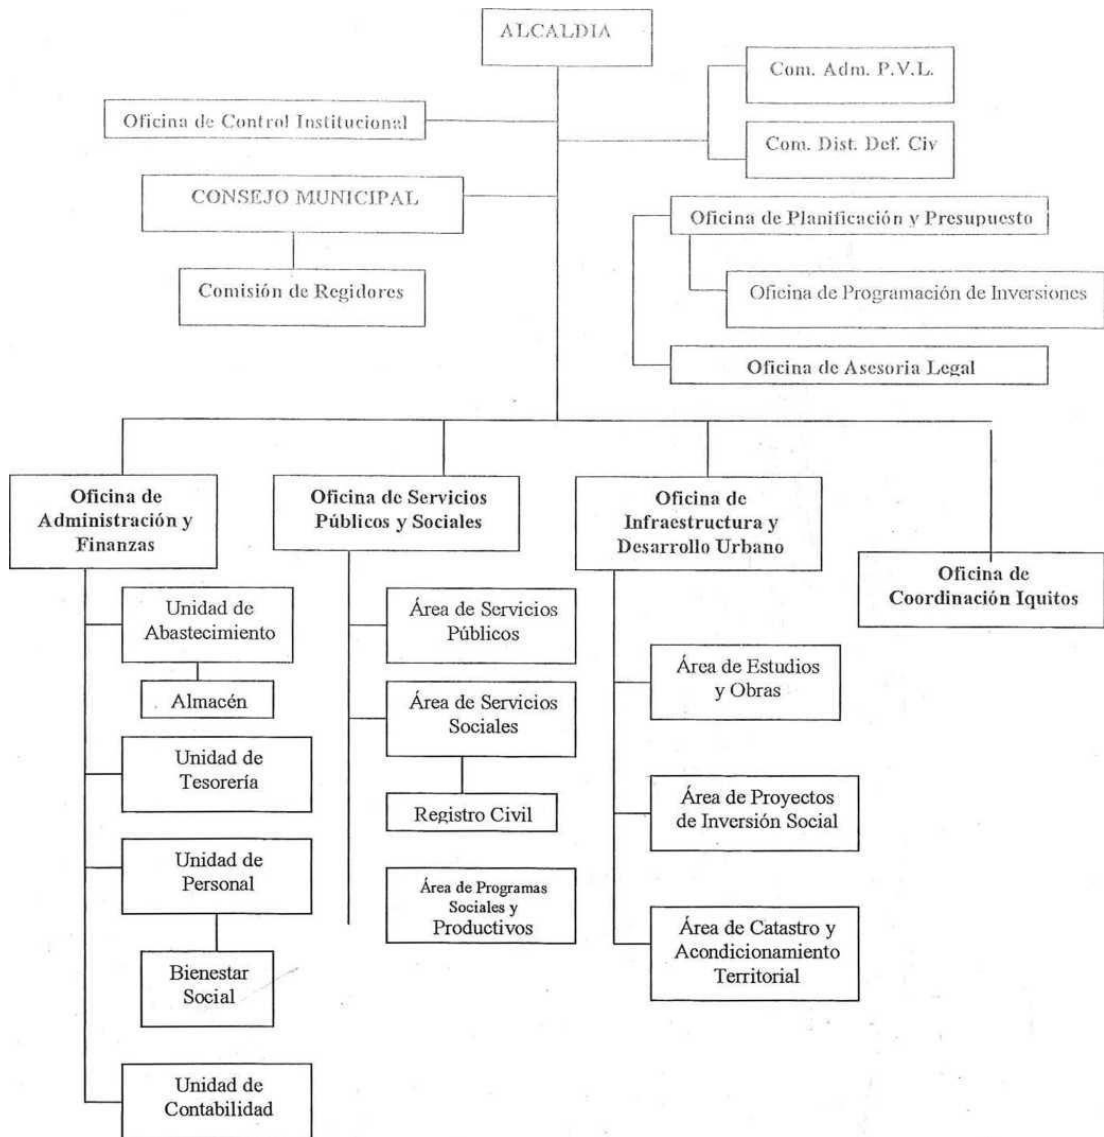 ALCALDIA
Com. Adm. P.V.L.
Oficina de Control Institucional
Com. Dist. Def. Civ
CONSEJO MUNICIPAL
Oficina de Planificación y Presupuesto
Comisión de Regidores
Oficina de Programación de Inversiones
Oficina de Asesoria Legal
Oficina de
Administración y
Finanzas
Oficina de Servicios
Públicos y Sociales
Oficina de
Infraestructura y
Desarrollo Urbano
Oficina de
Coordinación Iquitos
Unidad de
Abastecimiento
Almacén
Unidad de
Tesorería
Unidad de
Personal
Bienestar
Social
Unidad de
Contabilidad
Área de Servicios
Públicos
Área de Servicios
Sociales
Registro Civil
Área de Programas
Sociales y
Productivos
Área de Estudios
y Obras
Área de Proyectos
de Inversión Social
Área de Catastro y
Acondicionamiento
Territorial